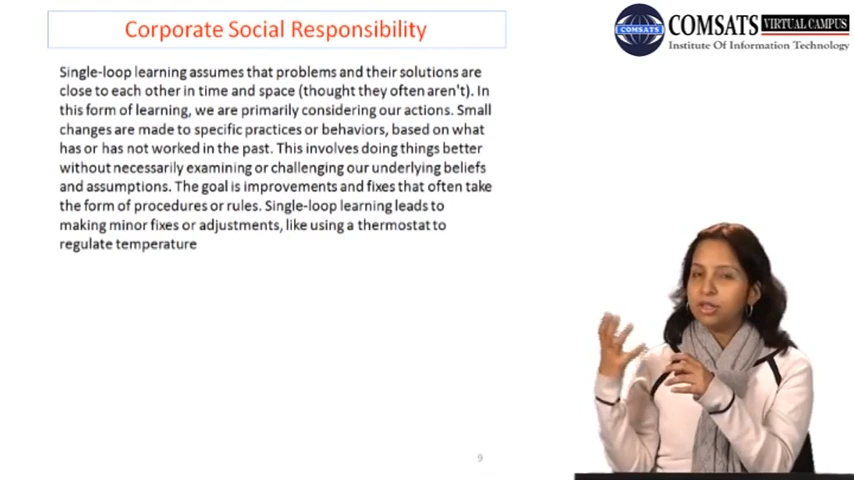 Corporate Social Responsibility
COMSATS VIRTUAL CAMPUS
Institute Of Information Technology
COMSATS
Single-loop learning assumes that problems and their solutions are
close to each other in time and space (thought they often aren't). In
this form of learning, we are primarily considering our actions. Small
changes are made to specific practices or behaviors, based on what
has or has not worked in the past. This involves doing things better
without necessarily examining or challenging our underlying beliefs
and assumptions. The goal is improvements and fixes that often take
the form of procedures or rules. Single-loop learning leads to
making minor fixes or adjustments, like using a thermostat to
regulate temperature
9